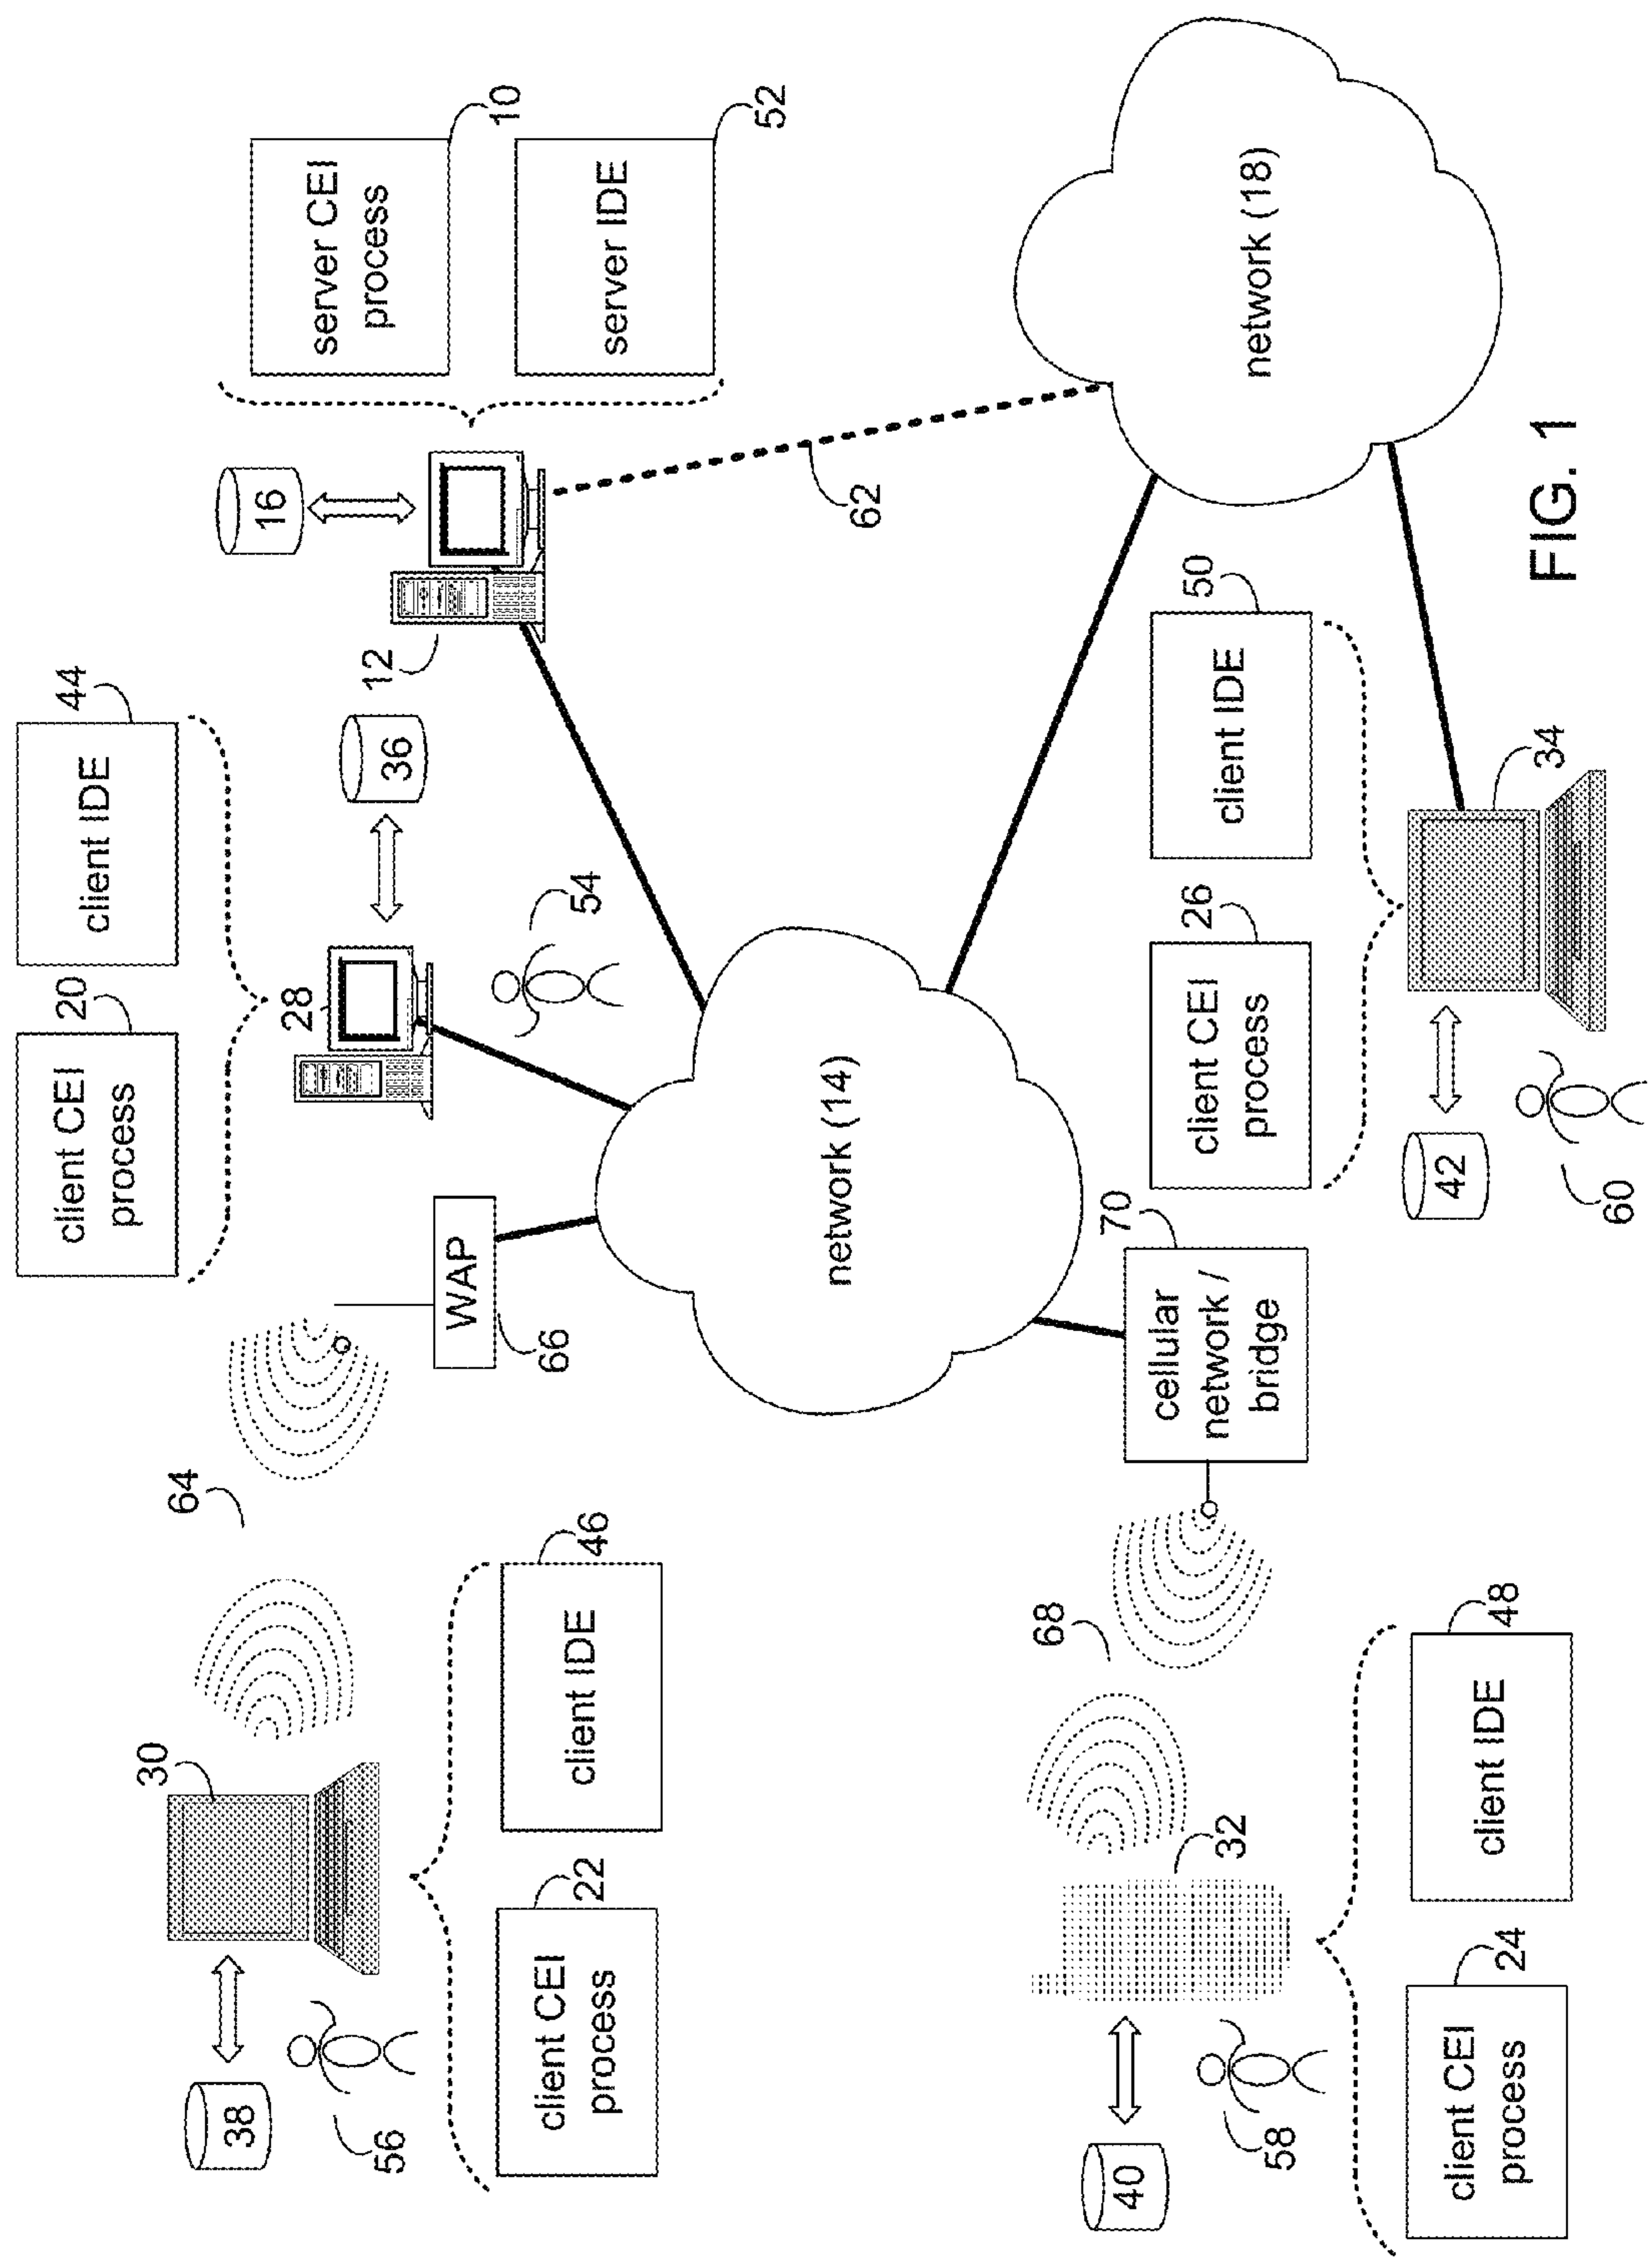 client CEI
process
20
client IDE
44
server CEI
process
10
server IDE
52
16
12
36
28
54
64
WAP
66
30
38
56
client CEI
process
22
client IDE
46
network (14)
62
network (18)
cellular
network /
bridge
70
68
32
40
58
client CEI
process
24
client IDE
48
client CEI
process
26
client IDE
50
42
60
34
FIG. 1